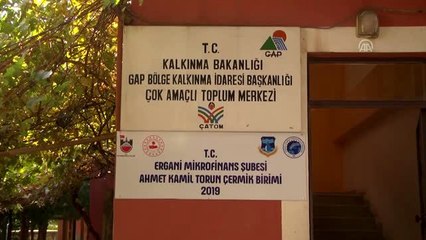 T.C.
KALKINMA BAKANLIĞI
GAP
GAP BÖLGE KALKINMA İDARESİ BAŞKANLIĞI
ÇOK AMAÇLI TOPLUM MERKEZİ
ÇATOM
T.C.
ERGANİ MİKROFİNANS ŞUBESİ
AHMET KAMİL TORUN ÇERMİK BİRİMİ
2019